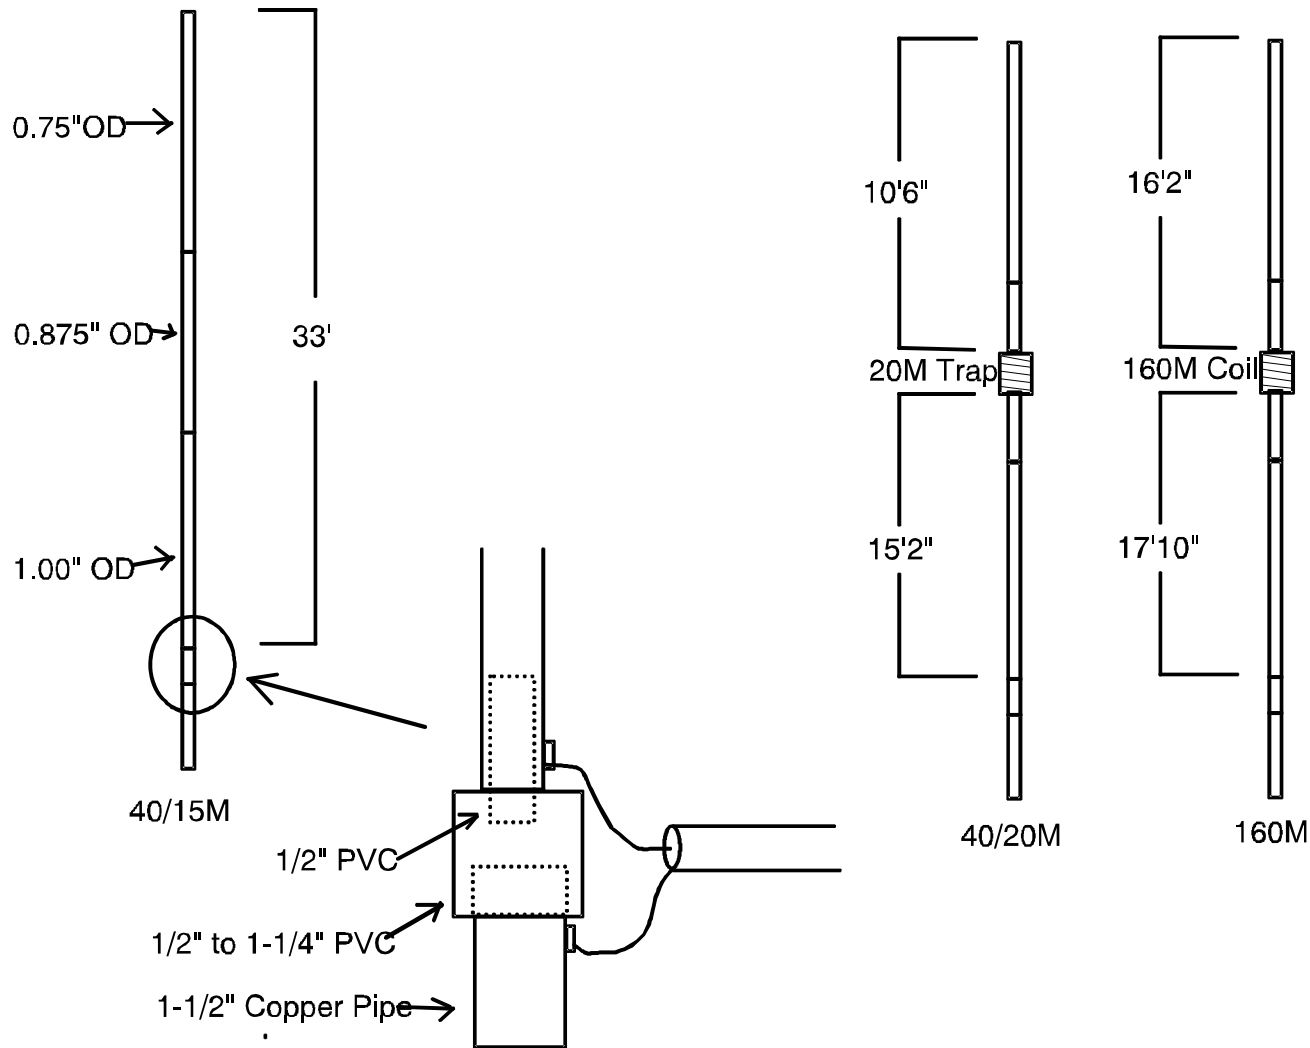 0.75"OD
0.875" OD
33'
1.00" OD
40/15M
1/2" PVC
1/2" to 1-1/4" PVC
1-1/2" Copper Pipe
10'6"
20M Trap
15'2"
40/20M
16'2"
160M Coil
17'10"
160M